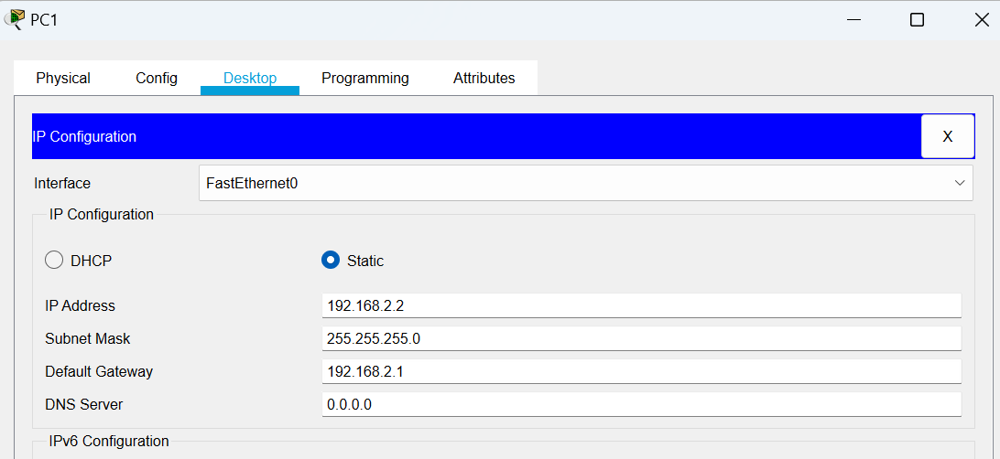 PC1
Physical Config Desktop Programming Attributes
IP Configuration X
Interface FastEthernet0
IP Configuration
DHCP Static
IP Address 192.168.2.2
Subnet Mask 255.255.255.0
Default Gateway 192.168.2.1
DNS Server 0.0.0.0
IPv6 Configuration